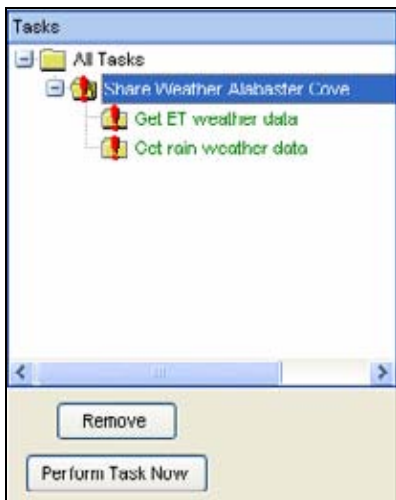 Tasks
All Tasks
Share Weather Alabaster Cove
Get ET weather data
Get rain weather data
Remove
Perform Task Now